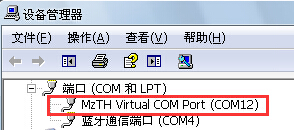 设备管理器
文件(F) 操作(A) 查看(V) 帮助(H)
端口 (COM 和 LPT)
MzTH Virtual COM Port (COM12)
蓝牙通信端口 (COM4)